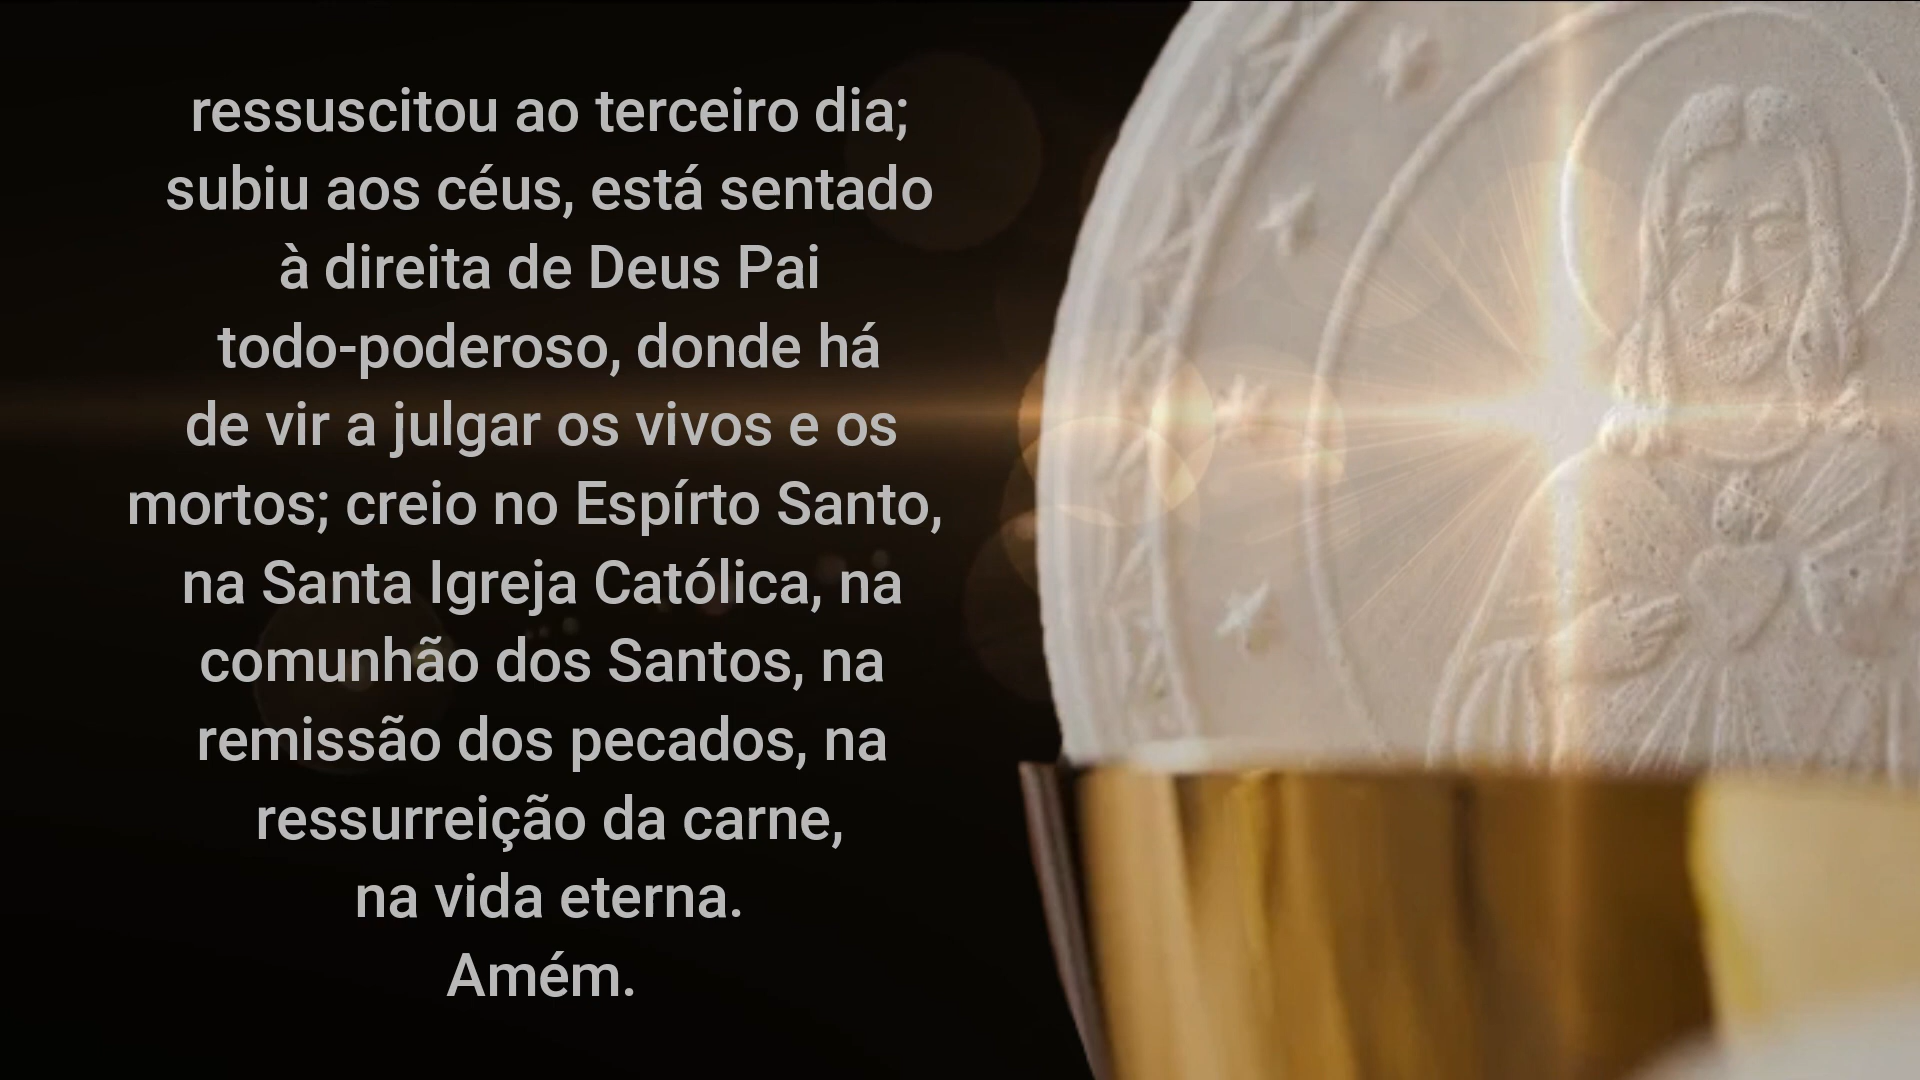 ressuscitou ao terceiro dia;
subiu aos céus, está sentado
à direita de Deus Pai
todo-poderoso, donde há
de vir a julgar os vivos e os
mortos; creio no Espírto Santo,
na Santa Igreja Católica, na
comunhão dos Santos, na
remissão dos pecados, na
ressurreição da carne,
na vida eterna.
Amém.